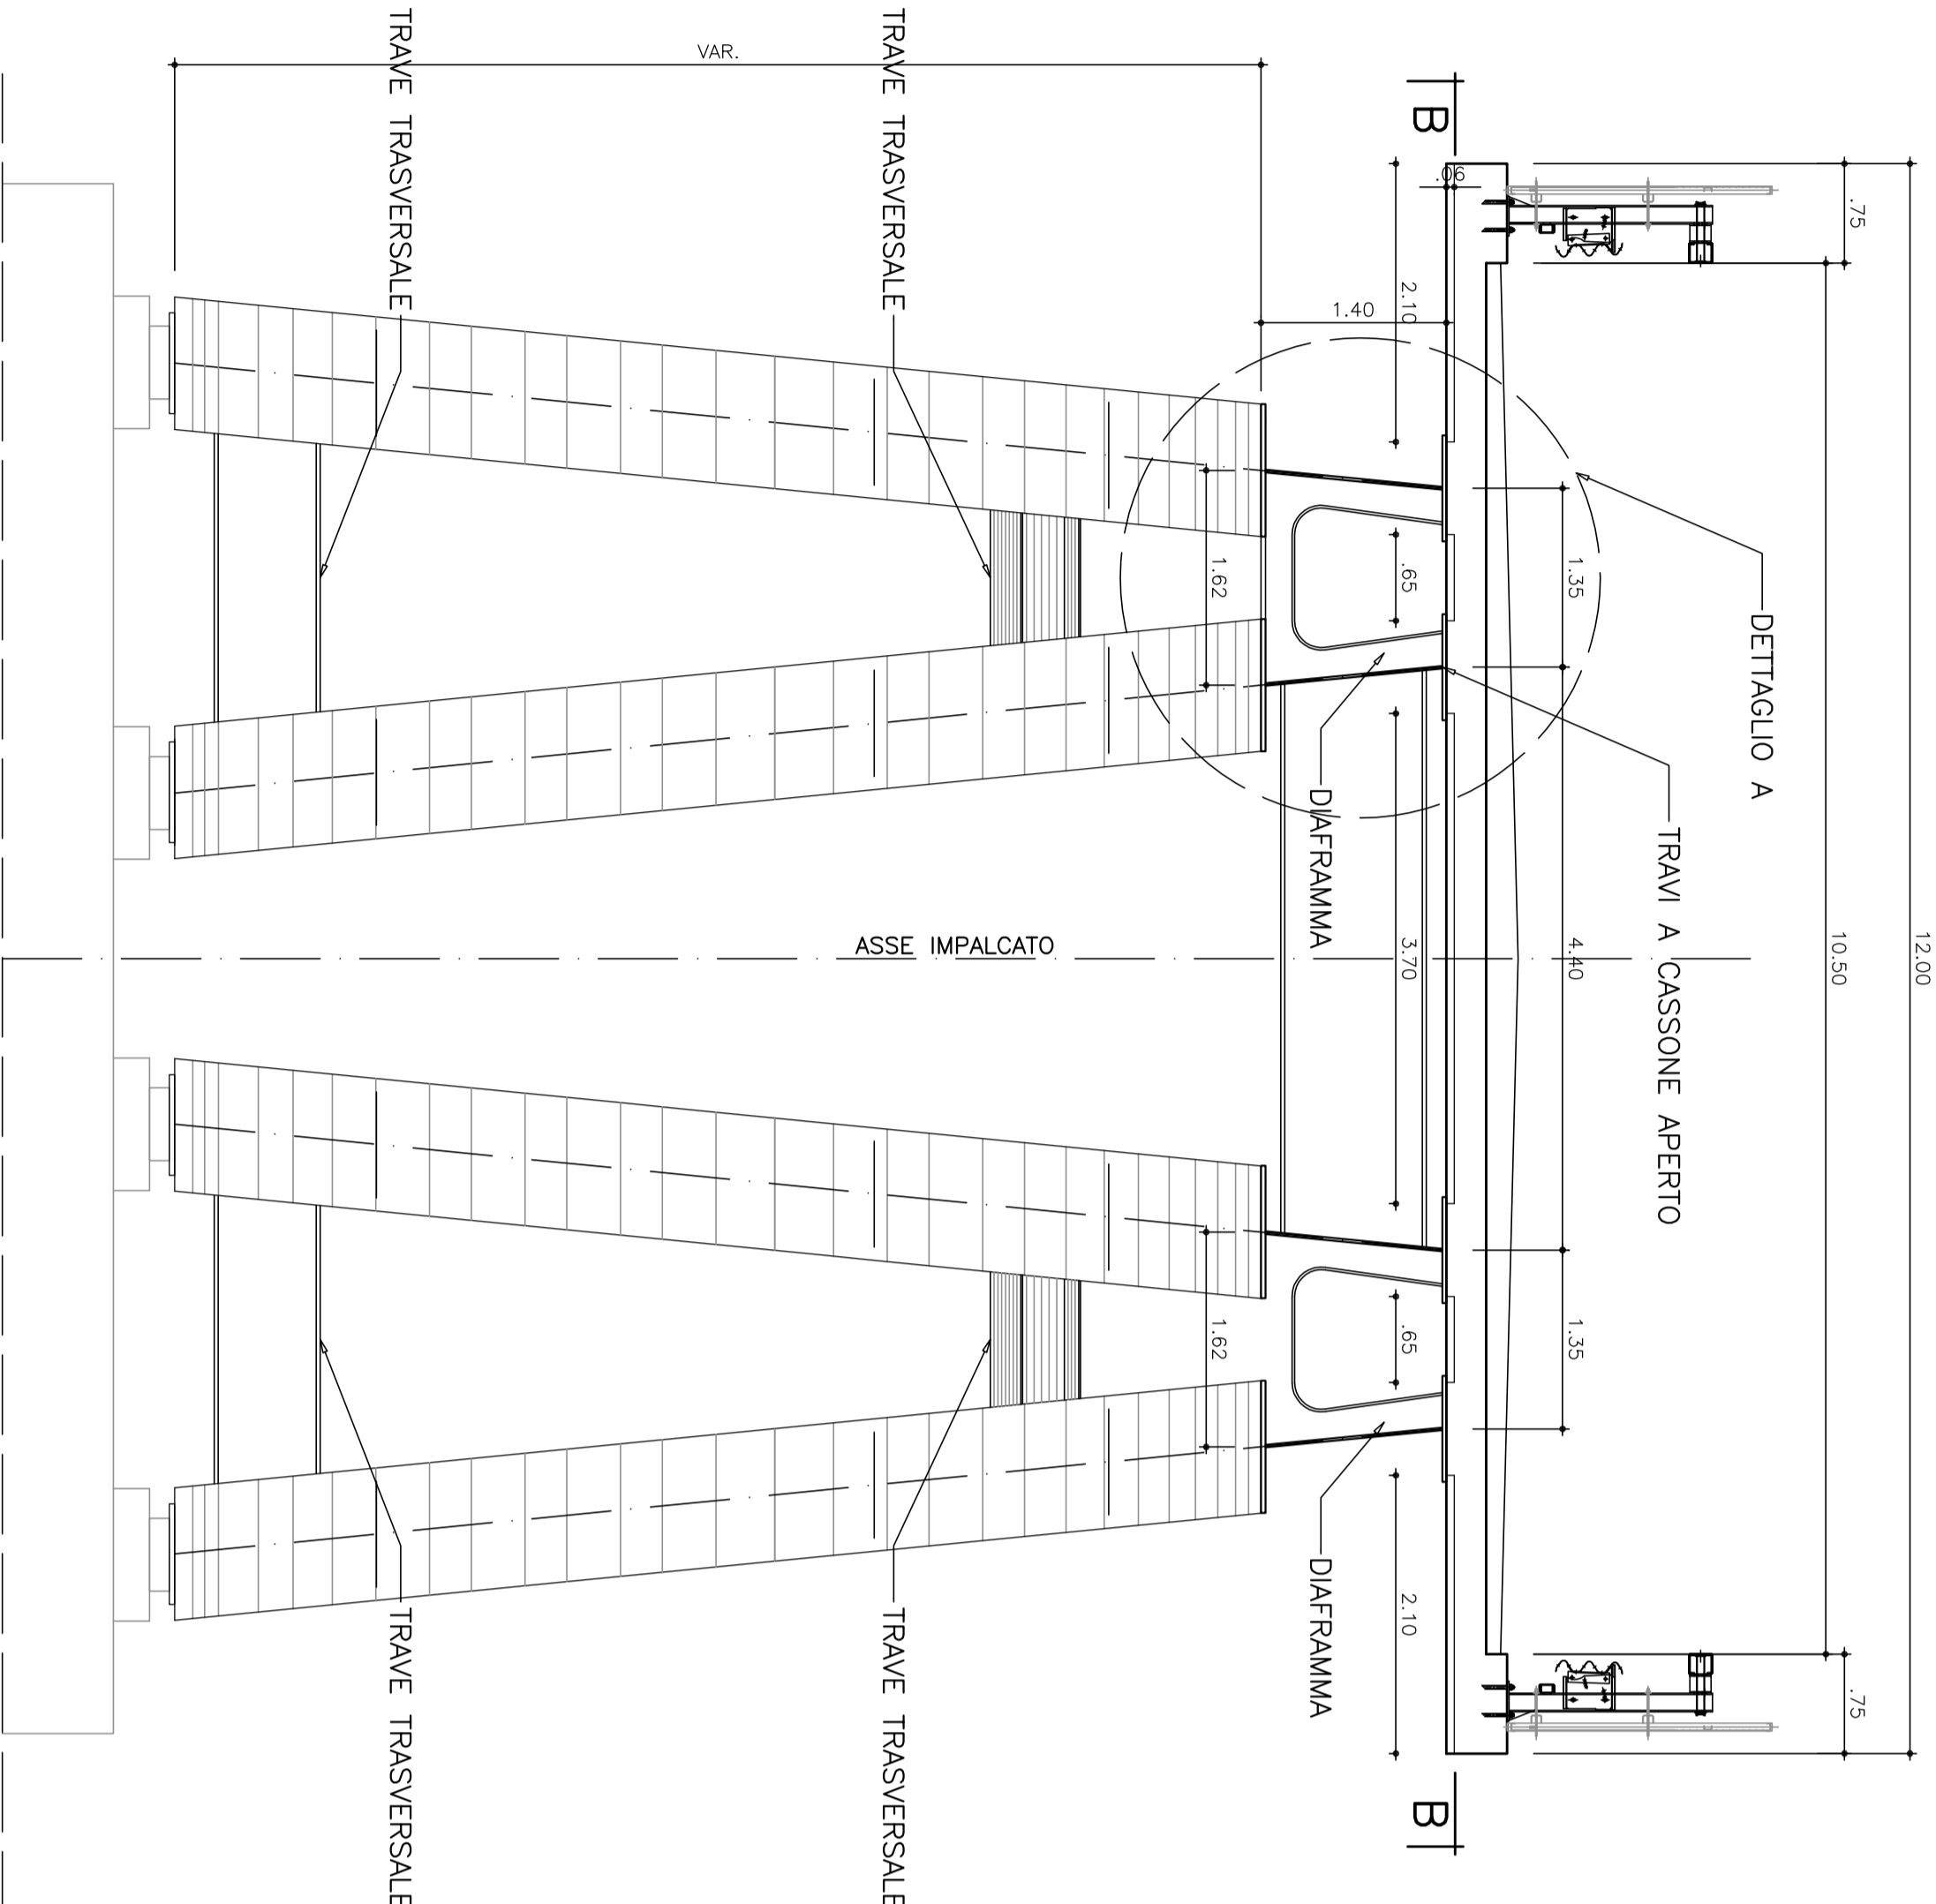 12.00
10.50
.75
.75
DETTAGLIO A
TRAVI A CASSONE APERTO
1.35
4.40
1.35
B
B
.06
2.10
.65
3.70
.65
2.10
1.40
DIAFRAMMA
DIAFRAMMA
1.62
1.62
VAR.
ASSE IMPALCATO
TRAVE TRASVERSALE
TRAVE TRASVERSALE
TRAVE TRASVERSALE
TRAVE TRASVERSALE